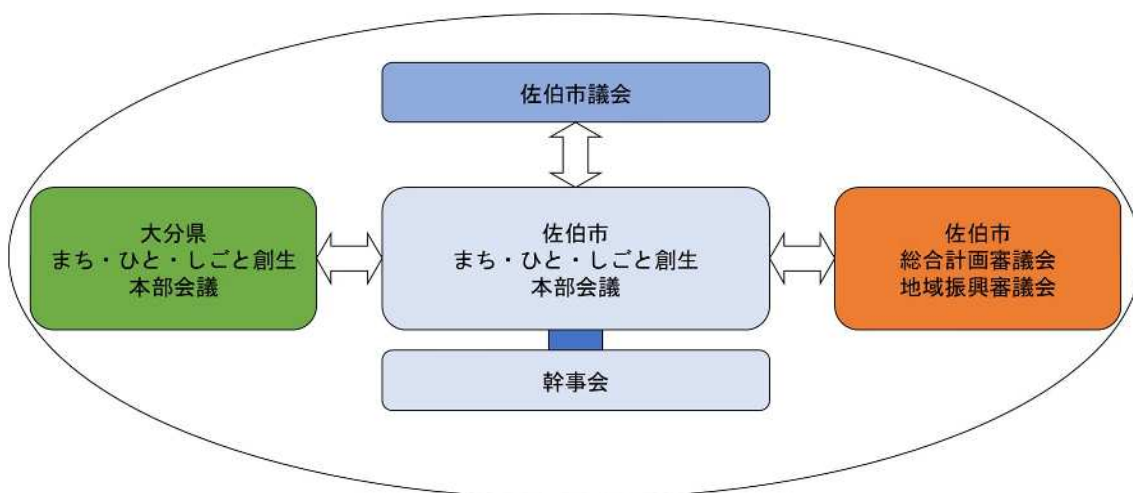 佐伯市議会
大分県
まち・ひと・しごと創生
本部会議
佐伯市
まち・ひと・しごと創生
本部会議
佐伯市
総合計画審議会
地域振興審議会
幹事会